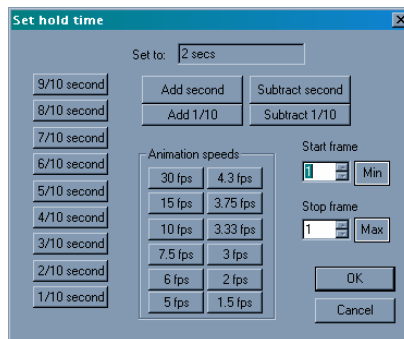 Set hold time
Set to: 2 secs
9/10 second
8/10 second
7/10 second
6/10 second
5/10 second
4/10 second
3/10 second
2/10 second
1/10 second
Add second Subtract second
Add 1/10 Subtract 1/10
Animation speeds
30 fps 4.3 fps
15 fps 3.75 fps
10 fps 3.33 fps
7.5 fps 3 fps
6 fps 2 fps
5 fps 1.5 fps
Start frame
1 Min
Stop frame
1 Max
OK
Cancel